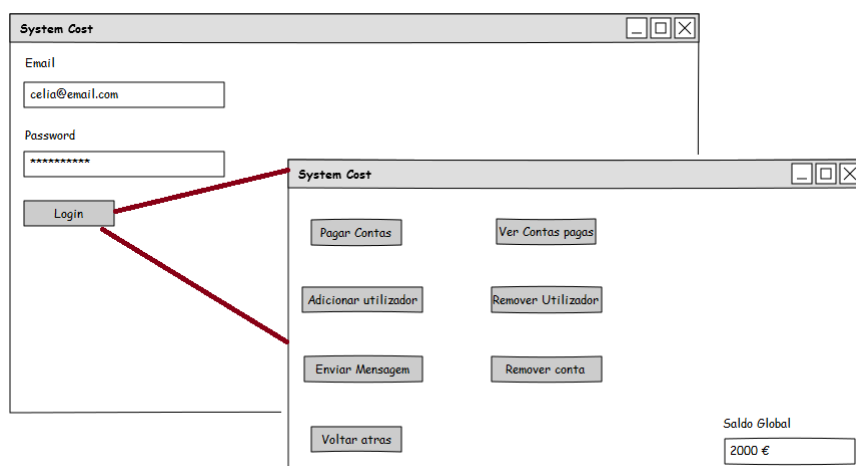 System Cost
Email
celia@email.com
Password
**********
Login
System Cost
Pagar Contas
Ver Contas pagas
Adicionar utilizador
Remover Utilizador
Enviar Mensagem
Remover conta
Voltar atras
Saldo Global
2000 €